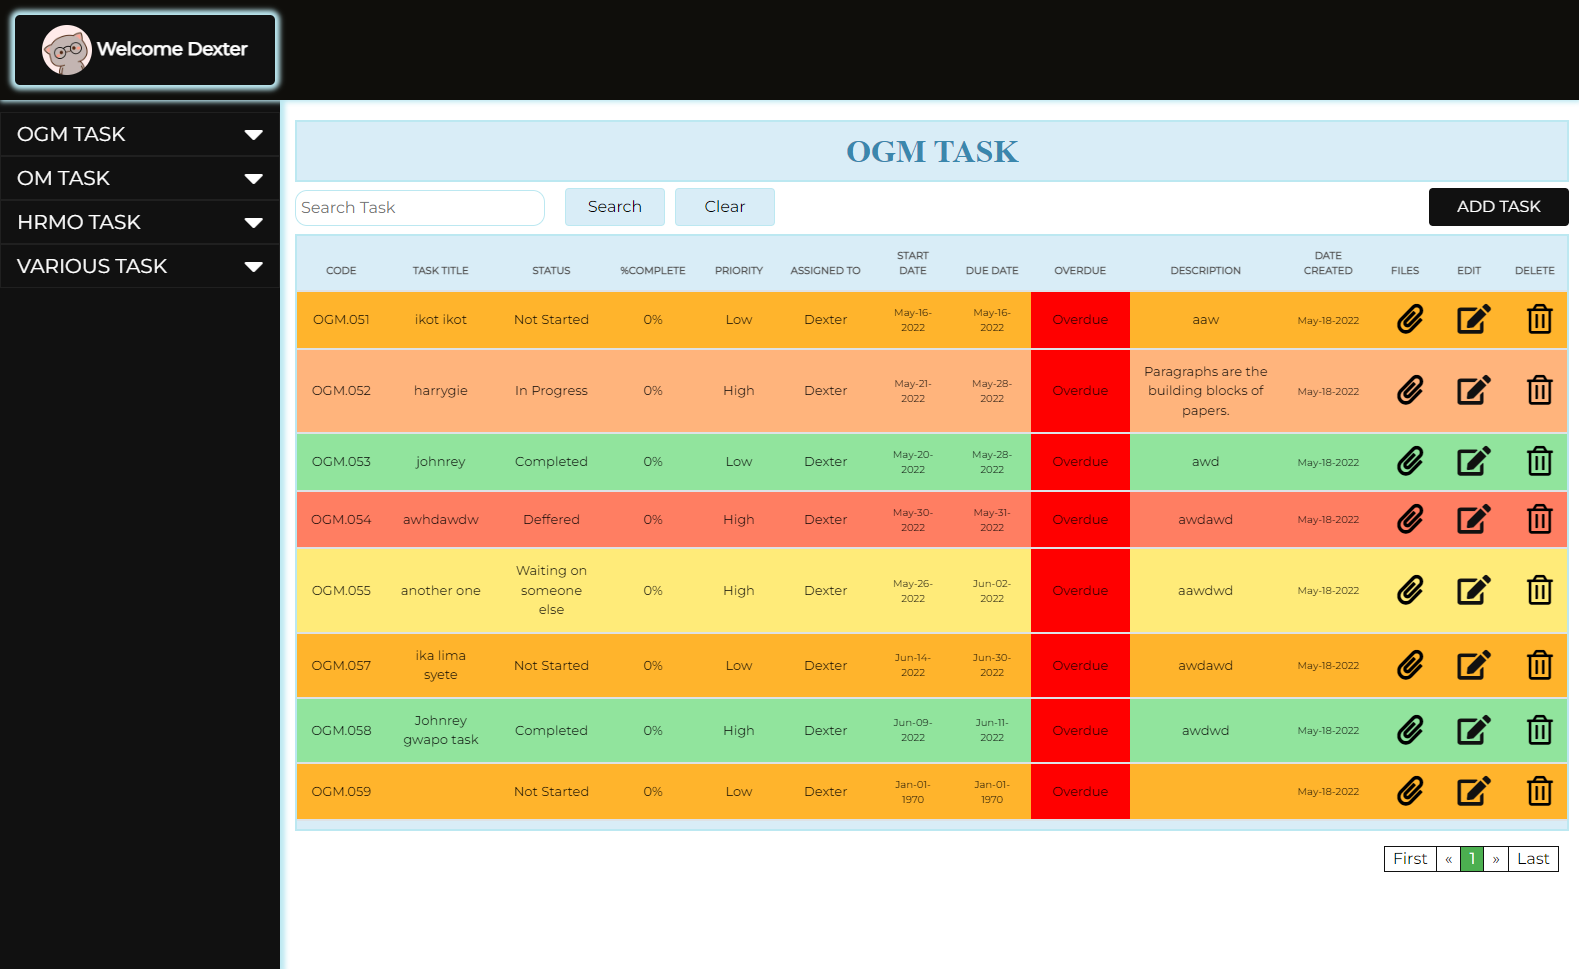 Welcome Dexter
OGM TASK
OM TASK
HRMO TASK
VARIOUS TASK
OGM TASK
Search Task Search Clear ADD TASK
CODE TASK TITLE STATUS %COMPLETE PRIORITY ASSIGNED TO START DATE DUE DATE OVERDUE DESCRIPTION DATE CREATED FILES EDIT DELETE
OGM.051 ikot ikot Not Started 0% Low Dexter May-16-2022 May-16-2022 Overdue aaw May-18-2022
OGM.052 harrygie In Progress 0% High Dexter May-21-2022 May-28-2022 Overdue Paragraphs are the building blocks of papers. May-18-2022
OGM.053 johnrey Completed 0% Low Dexter May-20-2022 May-28-2022 Overdue awd May-18-2022
OGM.054 awhdawdw Deffered 0% High Dexter May-30-2022 May-31-2022 Overdue awdawd May-18-2022
OGM.055 another one Waiting on someone else 0% High Dexter May-26-2022 Jun-02-2022 Overdue aawdwd May-18-2022
OGM.057 ika lima syete Not Started 0% Low Dexter Jun-14-2022 Jun-30-2022 Overdue awdawd May-18-2022
OGM.058 Johnrey gwapo task Completed 0% High Dexter Jun-09-2022 Jun-11-2022 Overdue awdwd May-18-2022
OGM.059 Not Started 0% Low Dexter Jan-01-1970 Jan-01-1970 Overdue May-18-2022
First « 1 » Last